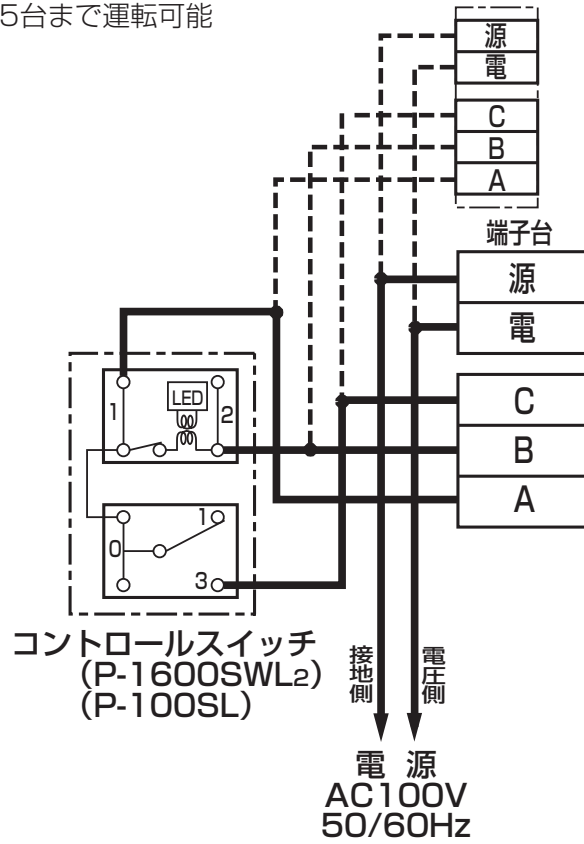 5台まで運転可能
源
電
C
B
A
端子台
源
電
C
B
A
1
LED
2
0
1
3
コントロールスイッチ
(P-1600SWL2)
(P-100SL)
接地側
電圧側
電 源
AC100V
50/60Hz